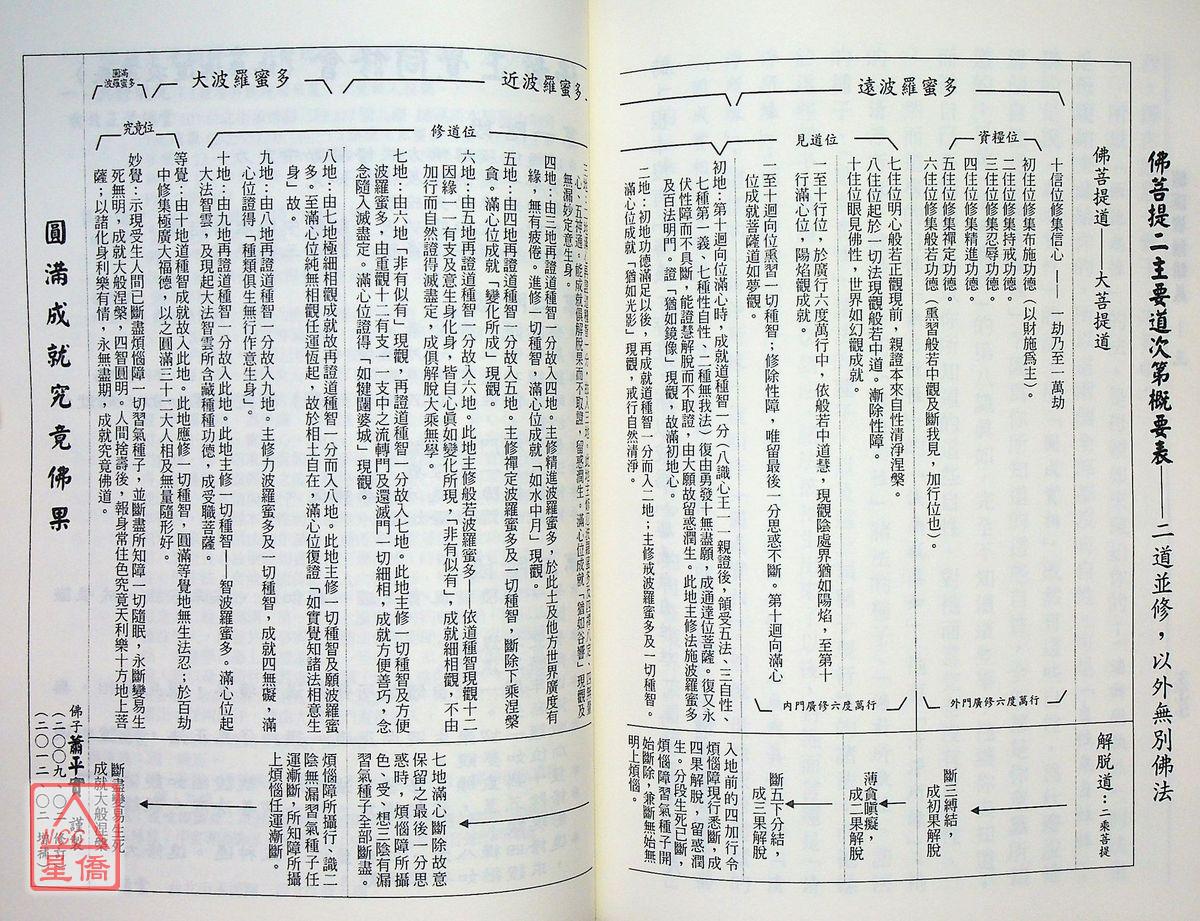 佛菩提二主要道次第概要表——二道並修，以外無別佛法
佛菩提道——大菩提道
解脫道：二乘菩提
遠波羅蜜多
資糧位
十信位修集信心——一劫乃至一萬劫
初住位修集布施功德（以財施為主）。
二住位修集持戒功德。
三住位修集忍辱功德。
四住位修集精進功德。
五住位修集禪定功德。
六住位修集般若功德（熏習般若中觀及斷我見，加行位也）。
外門廣修六度萬行
斷三縛結，
成初果解脫
見道位
七住位明心般若正觀現前，親證本來自性清淨涅槃。
八住位起於一切法現觀般若中道。漸除性障。
十住位眼見佛性，世界如幻觀成就。
一至十行位，於廣行六度萬行中，依般若中道慧，現觀陰處界猶如陽焰，至第十
行滿心位，陽焰觀成就。
一至十迴向位熏習一切種智；修除性障，唯留最後一分思惑不斷。第十迴向滿心
位成就菩薩道如夢觀。
內門廣修六度萬行
薄貪瞋癡，
成二果解脫
斷五下分結，
成三果解脫
初地：第十迴向位滿心時，成就道種智一分（八識心王一一親證後，領受五法、三自性、
七種第一義、七種性自性、二種無我法）復由勇發十無盡願，成通達位菩薩。復又永
伏性障而不具斷，能證慧解脫而不取證，由大願故留惑潤生。此地主修法施波羅蜜多
及百法明門。證「猶如鏡像」現觀，故滿初地心。
二地：初地功德滿足以後，再成就道種智一分而入二地；主修戒波羅蜜多及一切種智。
滿心位成就「猶如光影」現觀，戒行自然清淨。
入地前的四加行令
煩惱障現行悉斷，成
四果解脫，留惑潤
生。分段生死已斷，
煩惱障習氣種子開
始斷除，兼斷無始無
明上煩惱。
近波羅蜜多
修道位
無漏妙定意生身。
四地：由三地再證道種智一分故入四地。主修精進波羅蜜多，於此土及他方世界廣度有
緣，無有疲倦。進修一切種智，滿心位成就「如水中月」現觀。
五地：由四地再證道種智一分故入五地。主修禪定波羅蜜多及一切種智，斷除下乘涅槃
貪。滿心位成就「變化所成」現觀。
六地：由五地再證道種智一分故入六地。此地主修般若波羅蜜多——依道種智現觀十二
因緣一一有支及意生身化身，皆自心真如變化所現，「非有似有」，成就細相觀，不由
加行而自然證得滅盡定，成俱解脫大乘無學。
七地：由六地「非有似有」現觀，再證道種智一分故入七地。此地主修一切種智及方便
波羅蜜多，由重觀十二有支一一支中之流轉門及還滅門一切細相，成就方便善巧，念
念隨入滅盡定。滿心位證得「如犍闥婆城」現觀。
七地滿心斷除故意
保留之最後一分思
惑時，煩惱障所攝
色、受、想三陰有漏
習氣種子全部斷盡。
大波羅蜜多
八地：由七地極細相觀成就故再證道種智一分而入八地。此地主修一切種智及願波羅蜜
多。至滿心位純無相觀任運恆起，故於相土自在，滿心位復證「如實覺知諸法相意生
身」故。
九地：由八地再證道種智一分故入九地。主修力波羅蜜多及一切種智，成就四無礙，滿
心位證得「種類俱生無行作意生身」。
十地：由九地再證道種智一分故入此地。此地主修一切種智——智波羅蜜多。滿心位起
大法智雲，及現起大法智雲所含藏種種功德，成受職菩薩。
究竟位
等覺：由十地道種智成就故入此地。此地應修一切種智，圓滿等覺地無生法忍；於百劫
中修集極廣大福德，以之圓滿三十二大人相及無量隨形好。
煩惱障所攝行、識二
陰無漏習氣種子任
運漸斷，所知障所攝
上煩惱任運漸斷。
圓滿
波羅蜜多
妙覺：示現受生人間已斷盡煩惱障一切習氣種子，並斷盡所知障一切隨眠，永斷變易生
死無明，成就大般涅槃，四智圓明。人間捨壽後，報身常住色究竟天利樂十方地上菩
薩；以諸化身利樂有情，永無盡期，成就究竟佛道。
斷盡變易生死
成就大般涅槃
圓滿成就究竟佛果
佛子蕭平實 謹製
星僑
NCC